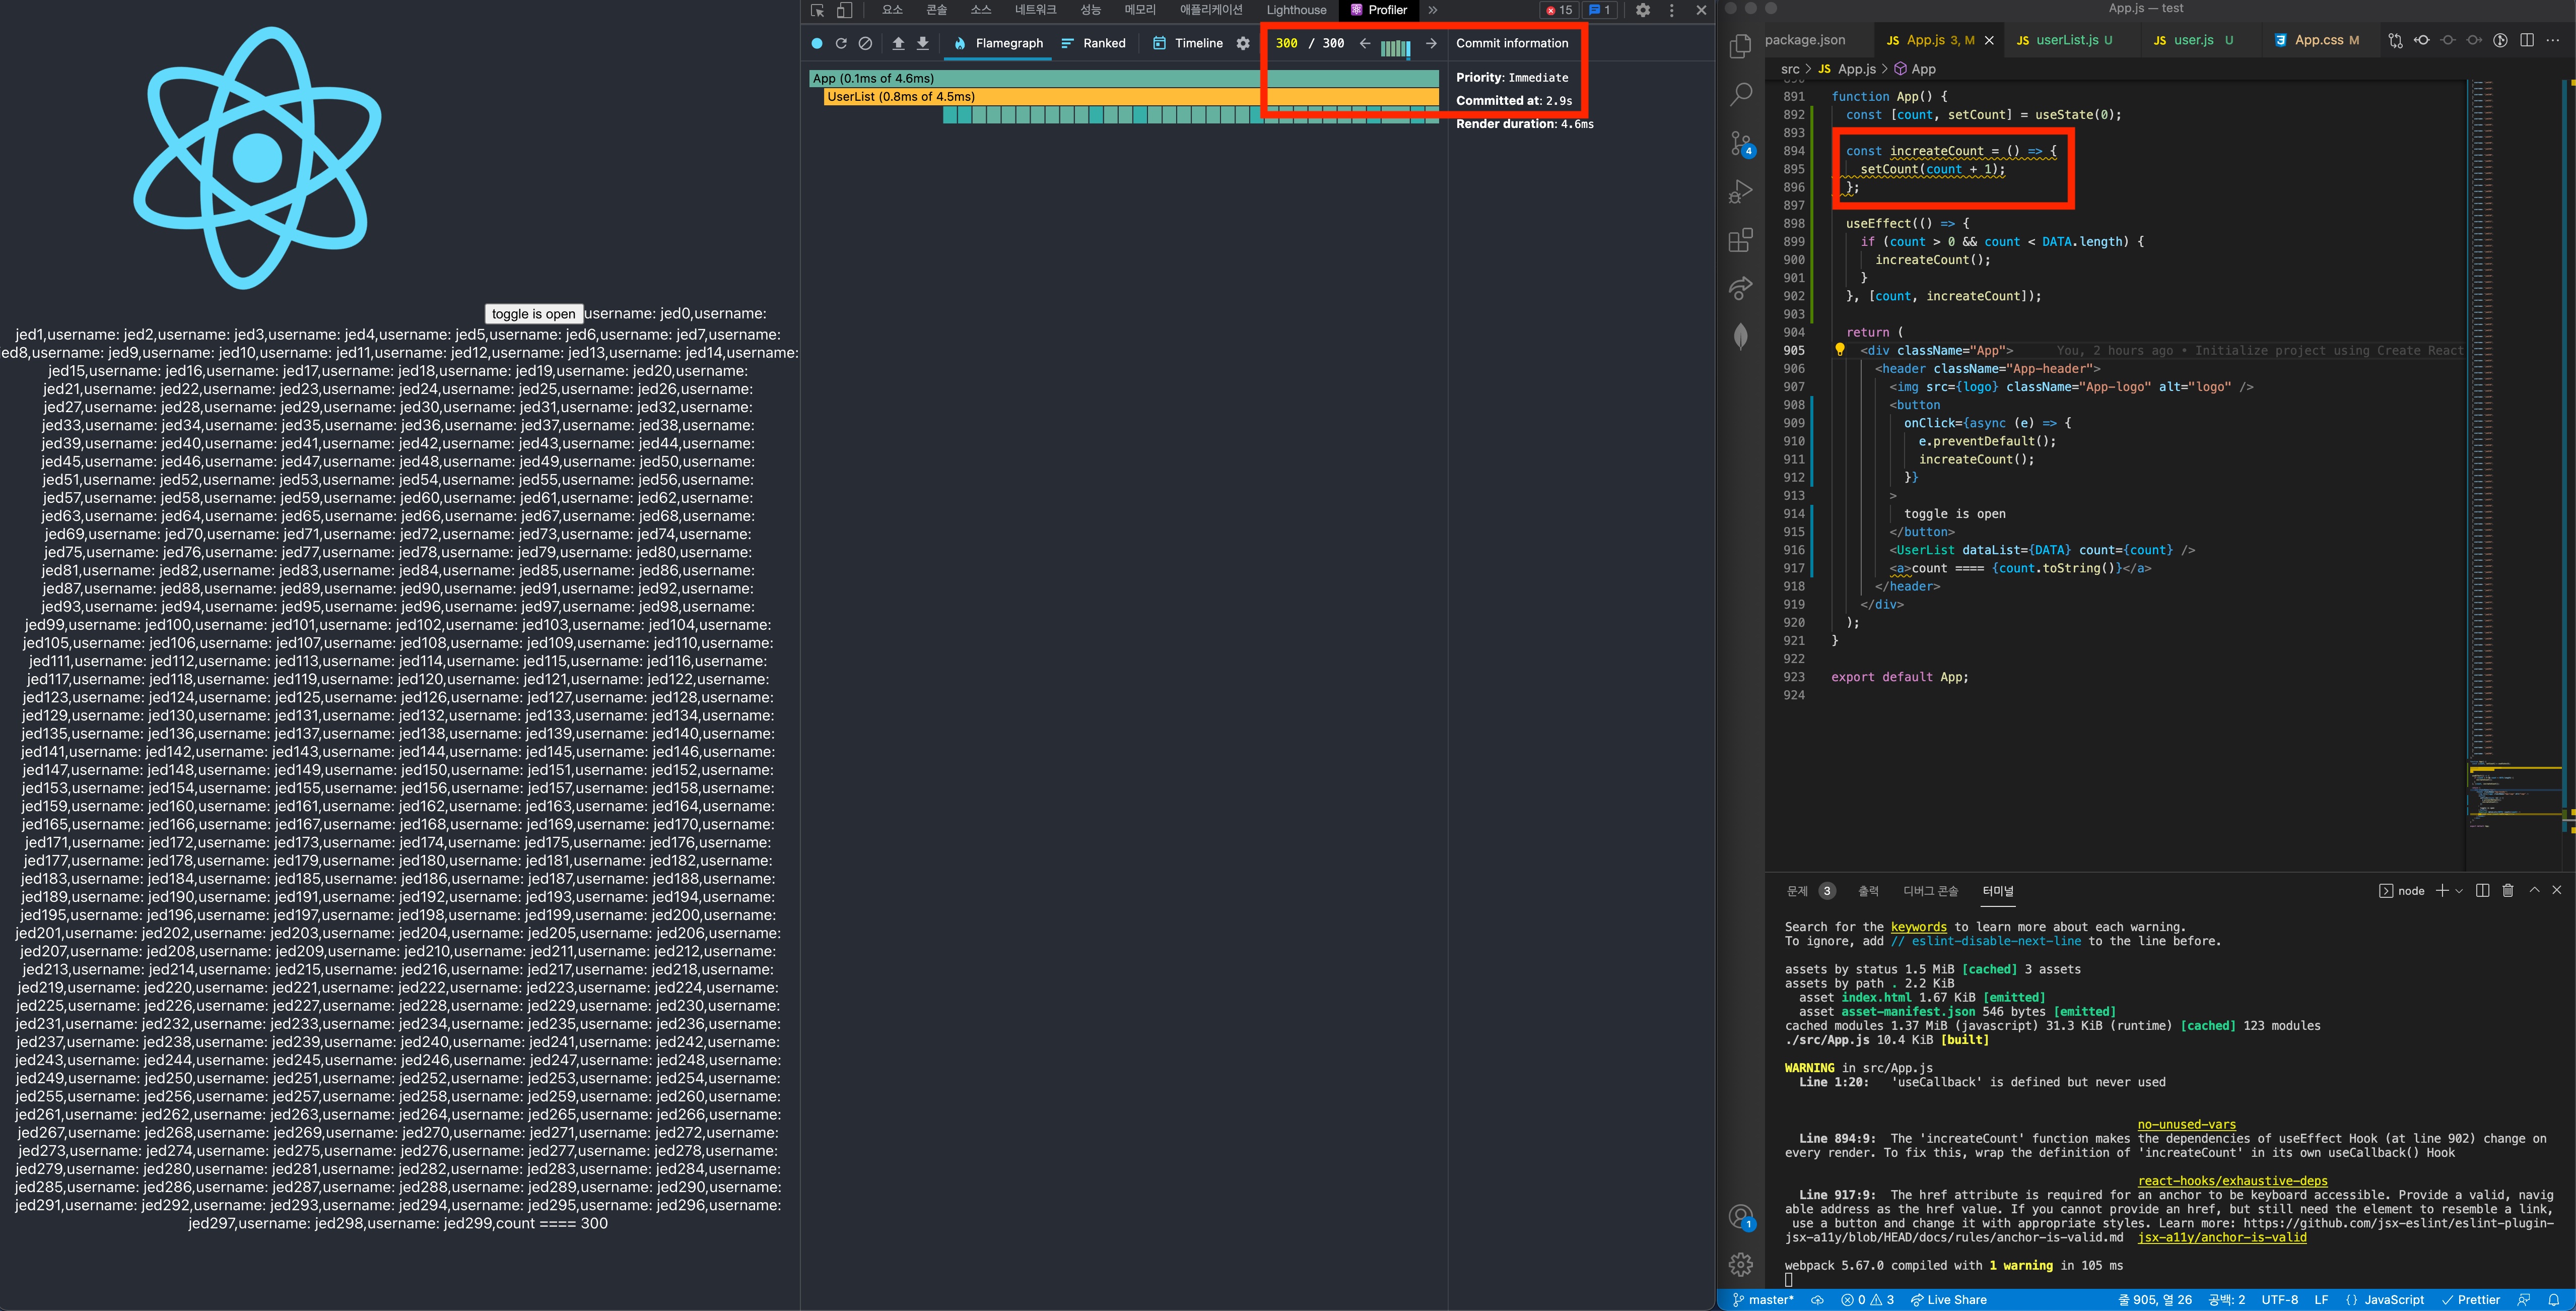 toggle is open username: jed0,username:
jed1,username: jed2,username: jed3,username: jed4,username: jed5,username: jed6,username: jed7,username:
jed8,username: jed9,username: jed10,username: jed11,username: jed12,username: jed13,username: jed14,username:
jed15,username: jed16,username: jed17,username: jed18,username: jed19,username: jed20,username:
jed21,username: jed22,username: jed23,username: jed24,username: jed25,username: jed26,username:
jed27,username: jed28,username: jed29,username: jed30,username: jed31,username: jed32,username:
jed33,username: jed34,username: jed35,username: jed36,username: jed37,username: jed38,username:
jed39,username: jed40,username: jed41,username: jed42,username: jed43,username: jed44,username:
jed45,username: jed46,username: jed47,username: jed48,username: jed49,username: jed50,username:
jed51,username: jed52,username: jed53,username: jed54,username: jed55,username: jed56,username:
jed57,username: jed58,username: jed59,username: jed60,username: jed61,username: jed62,username:
jed63,username: jed64,username: jed65,username: jed66,username: jed67,username: jed68,username:
jed69,username: jed70,username: jed71,username: jed72,username: jed73,username: jed74,username:
jed75,username: jed76,username: jed77,username: jed78,username: jed79,username: jed80,username:
jed81,username: jed82,username: jed83,username: jed84,username: jed85,username: jed86,username:
jed87,username: jed88,username: jed89,username: jed90,username: jed91,username: jed92,username:
jed93,username: jed94,username: jed95,username: jed96,username: jed97,username: jed98,username:
jed99,username: jed100,username: jed101,username: jed102,username: jed103,username: jed104,username:
jed105,username: jed106,username: jed107,username: jed108,username: jed109,username: jed110,username:
jed111,username: jed112,username: jed113,username: jed114,username: jed115,username: jed116,username:
jed117,username: jed118,username: jed119,username: jed120,username: jed121,username: jed122,username:
jed123,username: jed124,username: jed125,username: jed126,username: jed127,username: jed128,username:
jed129,username: jed130,username: jed131,username: jed132,username: jed133,username: jed134,username:
jed135,username: jed136,username: jed137,username: jed138,username: jed139,username: jed140,username:
jed141,username: jed142,username: jed143,username: jed144,username: jed145,username: jed146,username:
jed147,username: jed148,username: jed149,username: jed150,username: jed151,username: jed152,username:
jed153,username: jed154,username: jed155,username: jed156,username: jed157,username: jed158,username:
jed159,username: jed160,username: jed161,username: jed162,username: jed163,username: jed164,username:
jed165,username: jed166,username: jed167,username: jed168,username: jed169,username: jed170,username:
jed171,username: jed172,username: jed173,username: jed174,username: jed175,username: jed176,username:
jed177,username: jed178,username: jed179,username: jed180,username: jed181,username: jed182,username:
jed183,username: jed184,username: jed185,username: jed186,username: jed187,username: jed188,username:
jed189,username: jed190,username: jed191,username: jed192,username: jed193,username: jed194,username:
jed195,username: jed196,username: jed197,username: jed198,username: jed199,username: jed200,username:
jed201,username: jed202,username: jed203,username: jed204,username: jed205,username: jed206,username:
jed207,username: jed208,username: jed209,username: jed210,username: jed211,username: jed212,username:
jed213,username: jed214,username: jed215,username: jed216,username: jed217,username: jed218,username:
jed219,username: jed220,username: jed221,username: jed222,username: jed223,username: jed224,username:
jed225,username: jed226,username: jed227,username: jed228,username: jed229,username: jed230,username:
jed231,username: jed232,username: jed233,username: jed234,username: jed235,username: jed236,username:
jed237,username: jed238,username: jed239,username: jed240,username: jed241,username: jed242,username:
jed243,username: jed244,username: jed245,username: jed246,username: jed247,username: jed248,username:
jed249,username: jed250,username: jed251,username: jed252,username: jed253,username: jed254,username:
jed255,username: jed256,username: jed257,username: jed258,username: jed259,username: jed260,username:
jed261,username: jed262,username: jed263,username: jed264,username: jed265,username: jed266,username:
jed267,username: jed268,username: jed269,username: jed270,username: jed271,username: jed272,username:
jed273,username: jed274,username: jed275,username: jed276,username: jed277,username: jed278,username:
jed279,username: jed280,username: jed281,username: jed282,username: jed283,username: jed284,username:
jed285,username: jed286,username: jed287,username: jed288,username: jed289,username: jed290,username:
jed291,username: jed292,username: jed293,username: jed294,username: jed295,username: jed296,username:
jed297,username: jed298,username: jed299,count ==== 300
요소 콘솔 소스 네트워크 성능 메모리 애플리케이션 Lighthouse Profiler » 15 1
Flamegraph Ranked Timeline 300 / 300 Commit information
App (0.1ms of 4.6ms)
UserList (0.8ms of 4.5ms)
Priority: Immediate
Committed at: 2.9s
Render duration: 4.6ms
App.js — test
package.json JS App.js 3, M JS userList.js U JS user.js U App.css M
src > JS App.js > App
891 function App() {
892 const [count, setCount] = useState(0);
893
894 const increateCount = () => {
895 setCount(count + 1);
896 };
897
898 useEffect(() => {
899 if (count > 0 && count < DATA.length) {
900 increateCount();
901 }
902 }, [count, increateCount]);
903
904 return (
905 <div className="App"> You, 2 hours ago • Initialize project using Create React
906 <header className="App-header">
907 <img src={logo} className="App-logo" alt="logo" />
908 <button
909 onClick={async (e) => {
910 e.preventDefault();
911 increateCount();
912 }}
913 >
914 toggle is open
915 </button>
916 <UserList dataList={DATA} count={count} />
917 <a>count ==== {count.toString()}</a>
918 </header>
919 </div>
920 );
921 }
922
923 export default App;
924
4
1
문제 3 출력 디버그 콘솔 터미널 node
Search for the keywords to learn more about each warning.
To ignore, add // eslint-disable-next-line to the line before.
assets by status 1.5 MiB [cached] 3 assets
assets by path . 2.2 KiB
asset index.html 1.67 KiB [emitted]
asset asset-manifest.json 546 bytes [emitted]
cached modules 1.37 MiB (javascript) 31.3 KiB (runtime) [cached] 123 modules
./src/App.js 10.4 KiB [built]
WARNING in src/App.js
Line 1:20: 'useCallback' is defined but never used
no-unused-vars
Line 894:9: The 'increateCount' function makes the dependencies of useEffect Hook (at line 902) change on
every render. To fix this, wrap the definition of 'increateCount' in its own useCallback() Hook
react-hooks/exhaustive-deps
Line 917:9: The href attribute is required for an anchor to be keyboard accessible. Provide a valid, navig
able address as the href value. If you cannot provide an href, but still need the element to resemble a link,
use a button and change it with appropriate styles. Learn more: https://github.com/jsx-eslint/eslint-plugin-
jsx-a11y/blob/HEAD/docs/rules/anchor-is-valid.md jsx-a11y/anchor-is-valid
webpack 5.67.0 compiled with 1 warning in 105 ms
master* 0 3 Live Share 줄 905, 열 26 공백: 2 UTF-8 LF {} JavaScript Prettier